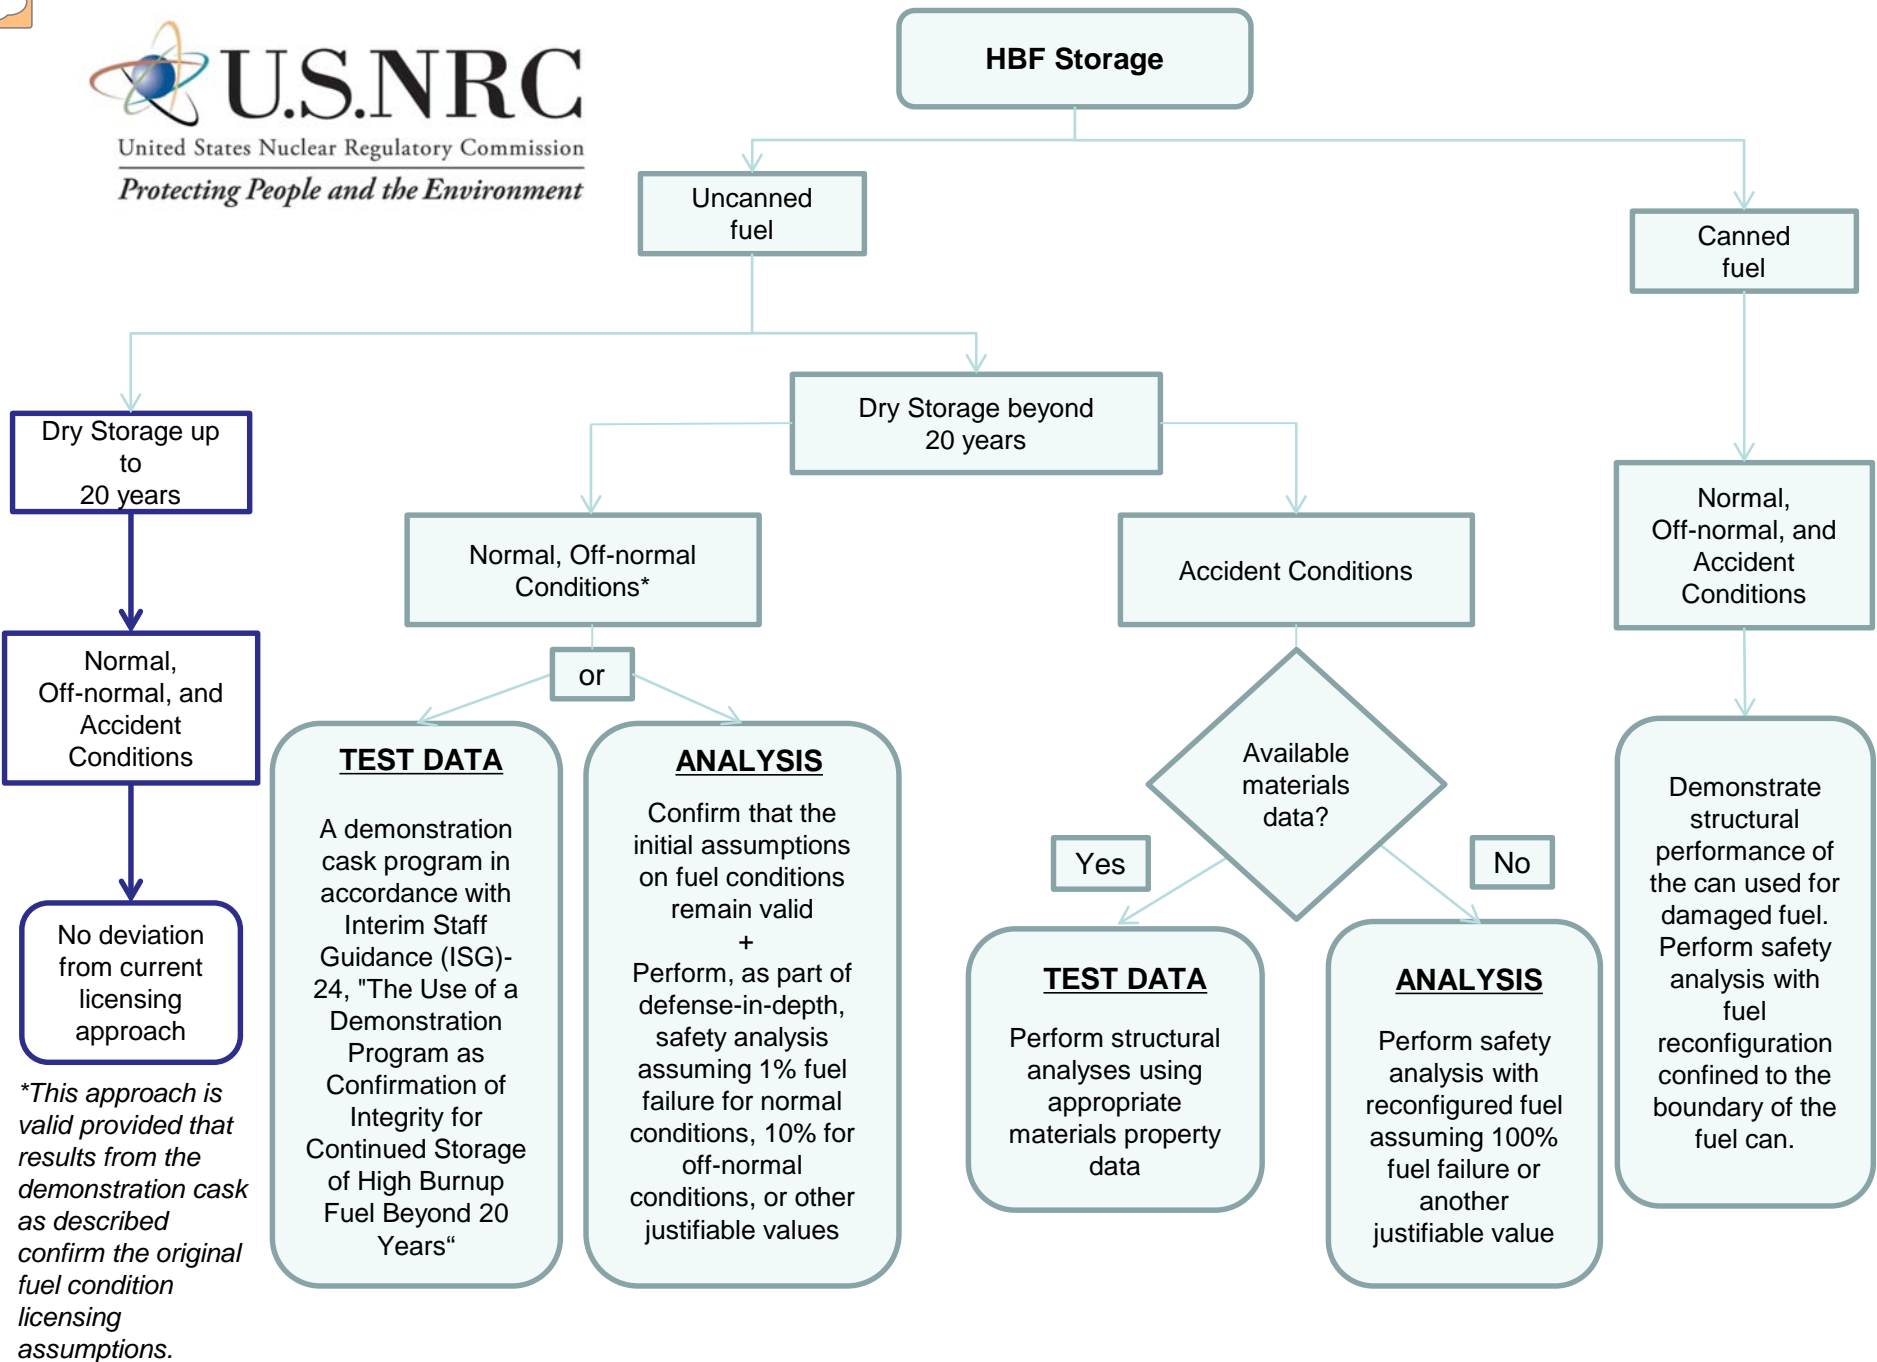 U.S.NRC
United States Nuclear Regulatory Commission
Protecting People and the Environment
HBF Storage
Uncanned
fuel
Canned
fuel
Dry Storage up
to
20 years
Dry Storage beyond
20 years
Normal,
Off-normal, and
Accident
Conditions
Normal, Off-normal
Conditions*
Accident Conditions
Normal,
Off-normal, and
Accident
Conditions
or
Available
materials
data?
Yes
No
No deviation
from current
licensing
approach
TEST DATA
A demonstration
cask program in
accordance with
Interim Staff
Guidance (ISG)-
24, "The Use of a
Demonstration
Program as
Confirmation of
Integrity for
Continued Storage
of High Burnup
Fuel Beyond 20
Years“
ANALYSIS
Confirm that the
initial assumptions
on fuel conditions
remain valid
+
Perform, as part of
defense-in-depth,
safety analysis
assuming 1% fuel
failure for normal
conditions, 10% for
off-normal
conditions, or other
justifiable values
TEST DATA
Perform structural
analyses using
appropriate
materials property
data
ANALYSIS
Perform safety
analysis with
reconfigured fuel
assuming 100%
fuel failure or
another
justifiable value
Demonstrate
structural
performance of
the can used for
damaged fuel.
Perform safety
analysis with
fuel
reconfiguration
confined to the
boundary of the
fuel can.
*This approach is
valid provided that
results from the
demonstration cask
as described
confirm the original
fuel condition
licensing
assumptions.